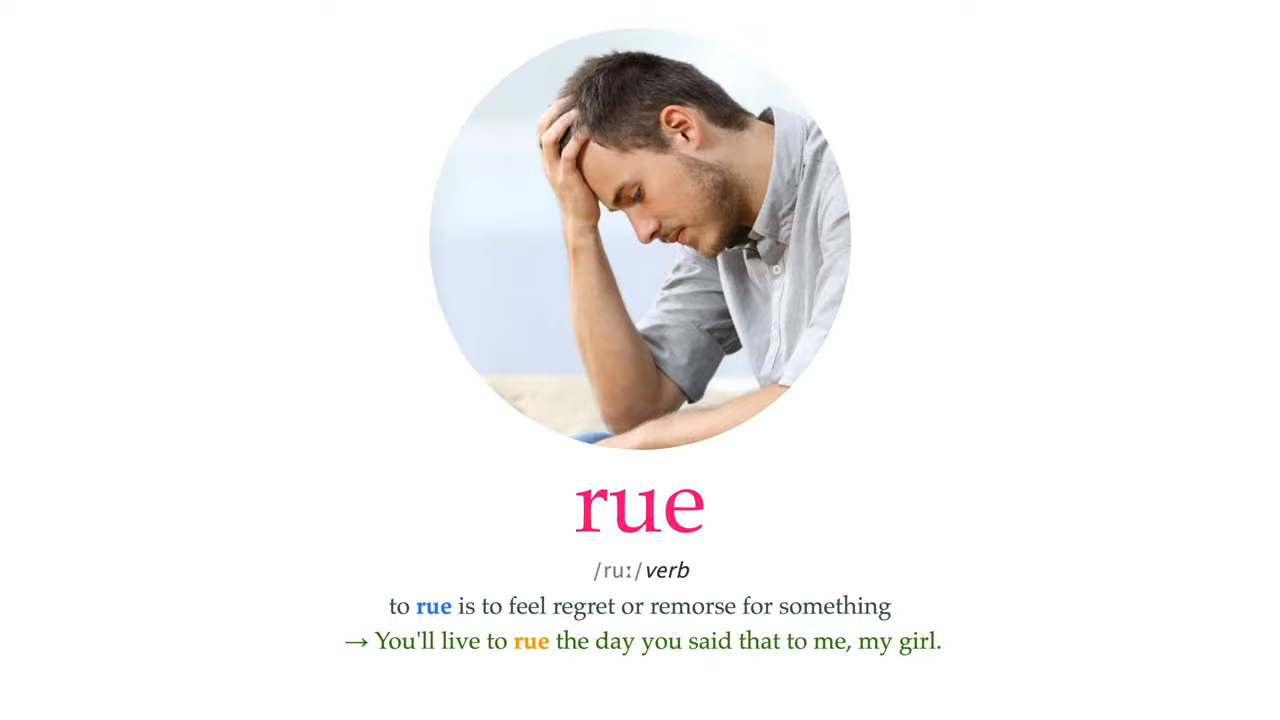 rue
/ruː/ verb
to rue is to feel regret or remorse for something
→ You'll live to rue the day you said that to me, my girl.